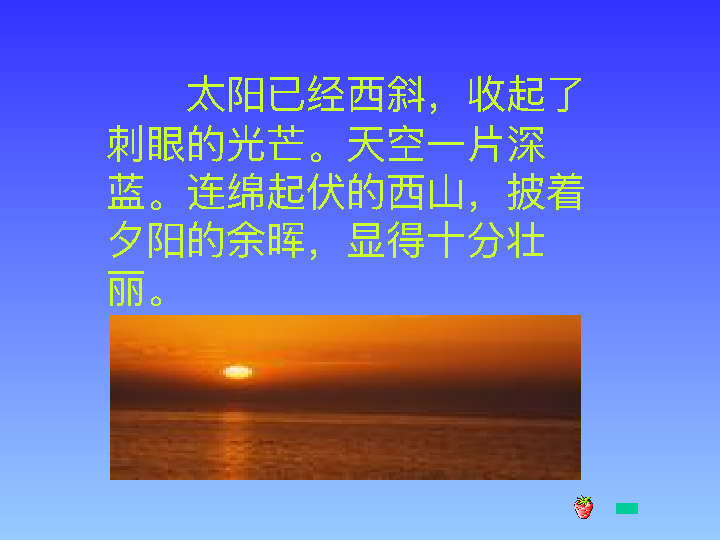 太阳已经西斜，收起了
刺眼的光芒。天空一片深
蓝。连绵起伏的西山，披着
夕阳的余晖，显得十分壮
丽。